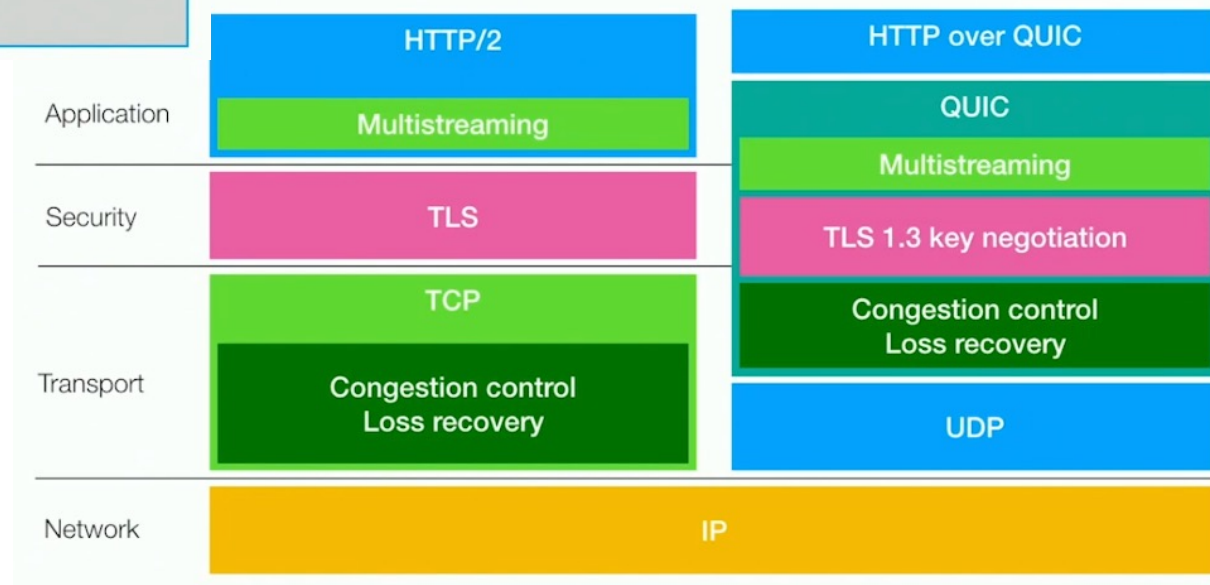 HTTP/2
HTTP over QUIC
Application
Multistreaming
QUIC
Multistreaming
Security
TLS
TLS 1.3 key negotiation
TCP
Congestion control
Loss recovery
Transport
Congestion control
Loss recovery
UDP
Network
IP